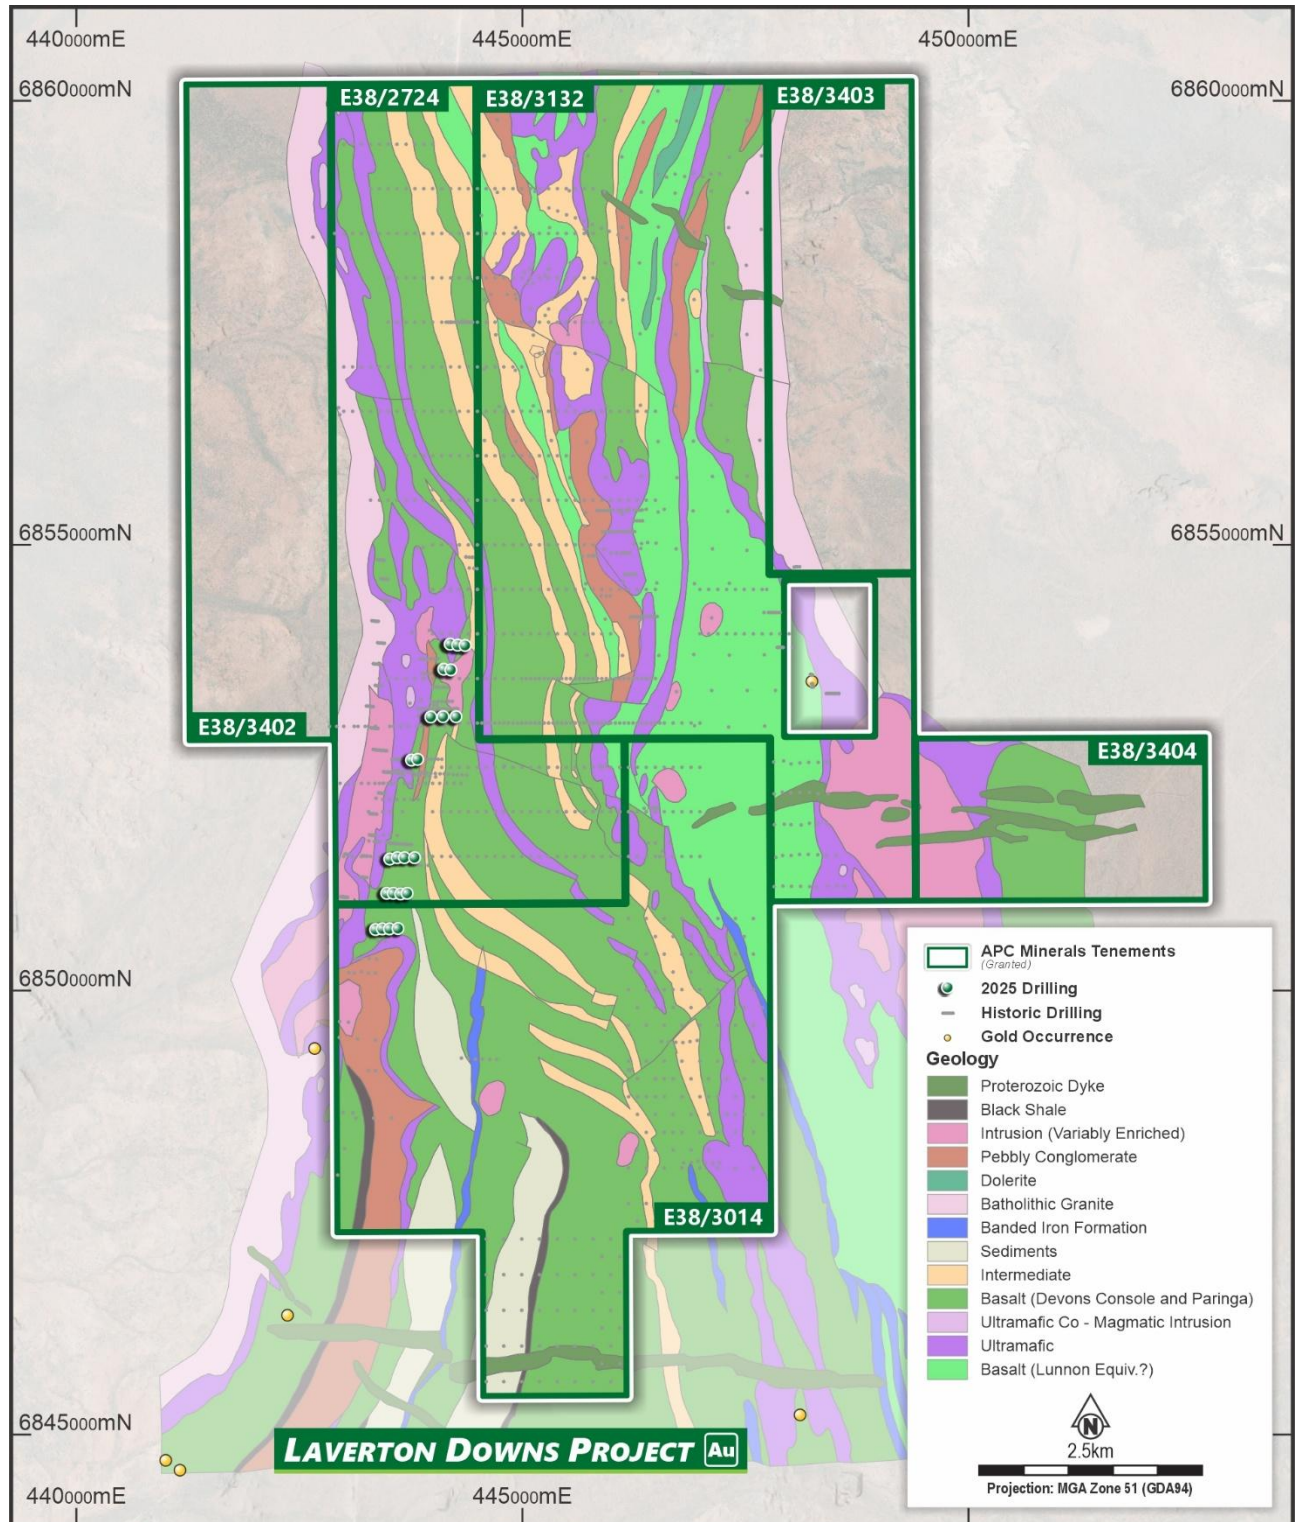 440000mE 445000mE 450000mE
6860000mN 6860000mN
E38/2724 E38/3132 E38/3403
6855000mN 6855000mN
E38/3402
E38/3404
6850000mN
E38/3014
6845000mN
APC Minerals Tenements
(Granted)
2025 Drilling
Historic Drilling
Gold Occurrence
Geology
Proterozoic Dyke
Black Shale
Intrusion (Variably Enriched)
Pebbly Conglomerate
Dolerite
Batholithic Granite
Banded Iron Formation
Sediments
Intermediate
Basalt (Devons Console and Paringa)
Ultramafic Co - Magmatic Intrusion
Ultramafic
Basalt (Lunnon Equiv.?)
N
2.5km
Projection: MGA Zone 51 (GDA94)
LAVERTON DOWNS PROJECT Au
440000mE 445000mE